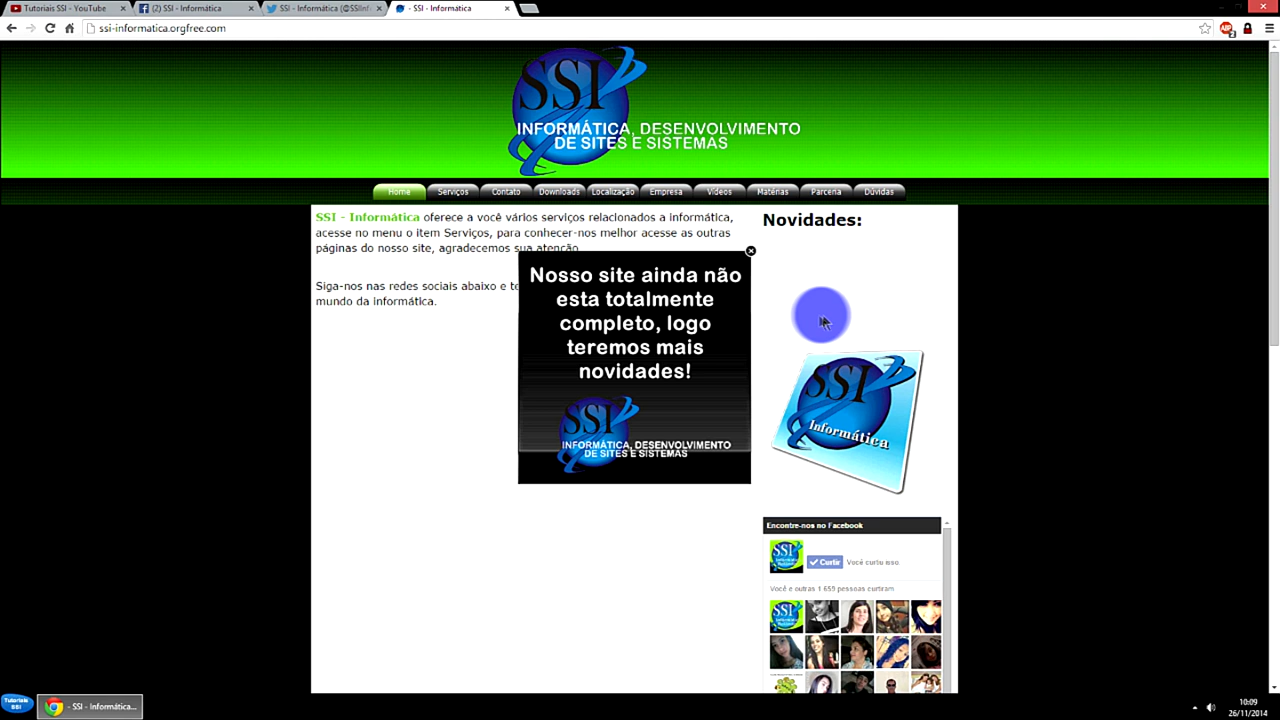 Tutoriais SSI - YouTube
(2) SSI - Informática
SSI - Informática (@SSIInf
- SSI - Informática
ssi-informatica.orgfree.com
SSI
INFORMÁTICA, DESENVOLVIMENTO
DE SITES E SISTEMAS
Home Serviços Contato Downloads Localização Empresa Vídeos Matérias Parceria Dúvidas
SSI - Informática oferece a você vários serviços relacionados a informática,
acesse no menu o item Serviços, para conhecer-nos melhor acesse as outras
páginas do nosso site, agradecemos sua atenção
Siga-nos nas redes sociais abaixo e
mundo da informática.
Nosso site ainda não
esta totalmente
completo, logo
teremos mais
novidades!
SSI
INFORMÁTICA, DESENVOLVIMENTO
DE SITES E SISTEMAS
Novidades:
SSI
Informática
Encontre-nos no Facebook
SSI
Curtir Você curtiu isso
Você e outras 1 659 pessoas curtiram
SSI
Tutoriais
SSI
- SSI - Informática...
10:09
26/11/2014